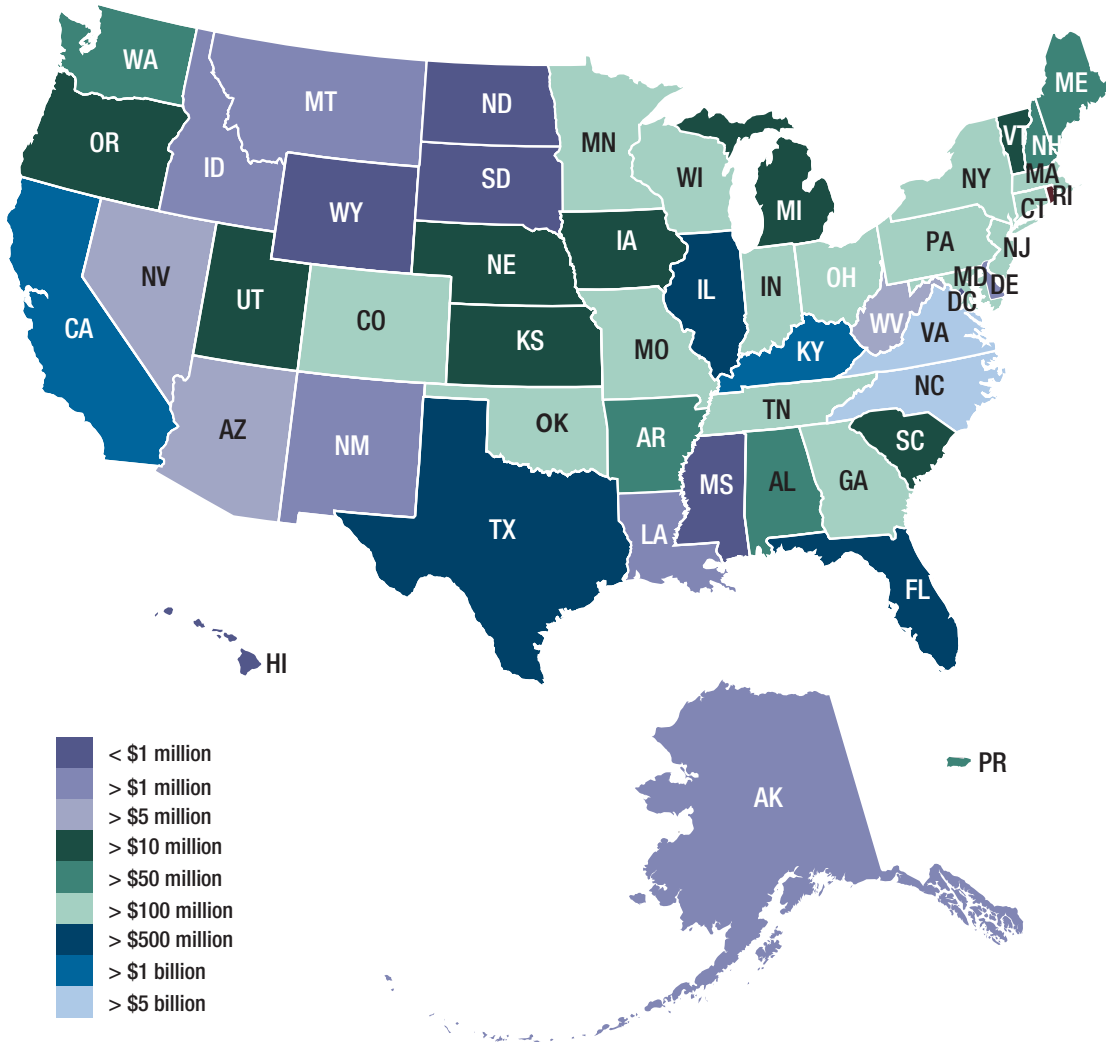 WA
MT
ND
MN
ME
VT
NH
OR
ID
SD
WI
NY
MA
WY
MI
CT
RI
IA
PA
NJ
NV
NE
IL
IN
OH
MD
DE
UT
DC
CA
CO
KS
MO
KY
WV
VA
NC
TN
AZ
NM
OK
AR
SC
MS
AL
GA
TX
LA
FL
HI
AK
PR
< $1 million
> $1 million
> $5 million
> $10 million
> $50 million
> $100 million
> $500 million
> $1 billion
> $5 billion